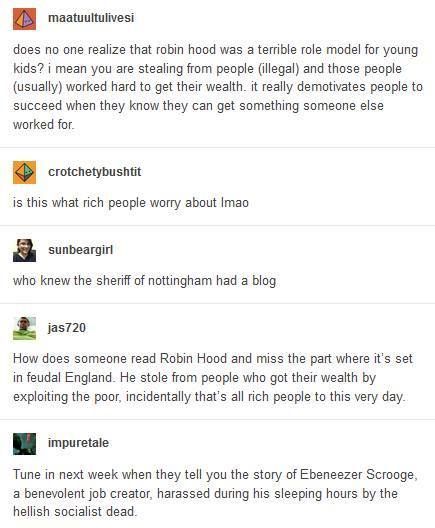 maatuultulivesi
does no one realize that robin hood was a terrible role model for young
kids? i mean you are stealing from people (illegal) and those people
(usually) worked hard to get their wealth. it really demotivates people to
succeed when they know they can get something someone else
worked for.
crotchetybushtit
is this what rich people worry about lmao
sunbeargirl
who knew the sheriff of nottingham had a blog
jas720
How does someone read Robin Hood and miss the part where it's set
in feudal England. He stole from people who got their wealth by
exploiting the poor, incidentally that's all rich people to this very day.
impuretale
Tune in next week when they tell you the story of Ebeneezer Scrooge,
a benevolent job creator, harassed during his sleeping hours by the
hellish socialist dead.